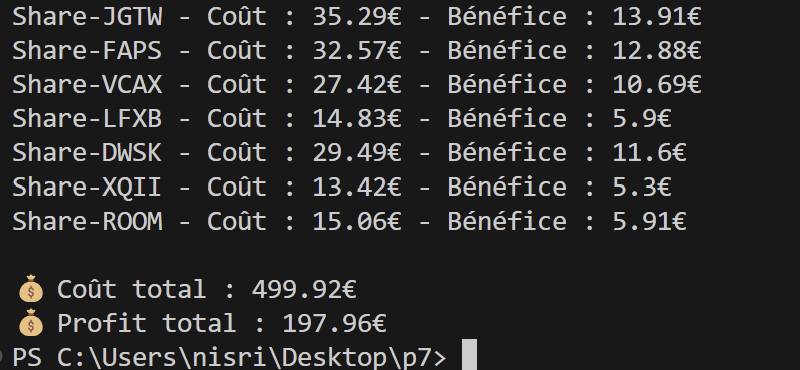 Share-JGTW - Coût : 35.29€ - Bénéfice : 13.91€
Share-FAPS - Coût : 32.57€ - Bénéfice : 12.88€
Share-VCAX - Coût : 27.42€ - Bénéfice : 10.69€
Share-LFXB - Coût : 14.83€ - Bénéfice : 5.9€
Share-DWSK - Coût : 29.49€ - Bénéfice : 11.6€
Share-XQII - Coût : 13.42€ - Bénéfice : 5.3€
Share-ROOM - Coût : 15.06€ - Bénéfice : 5.91€
💰 Coût total : 499.92€
💰 Profit total : 197.96€
PS C:\Users\nisri\Desktop\p7>